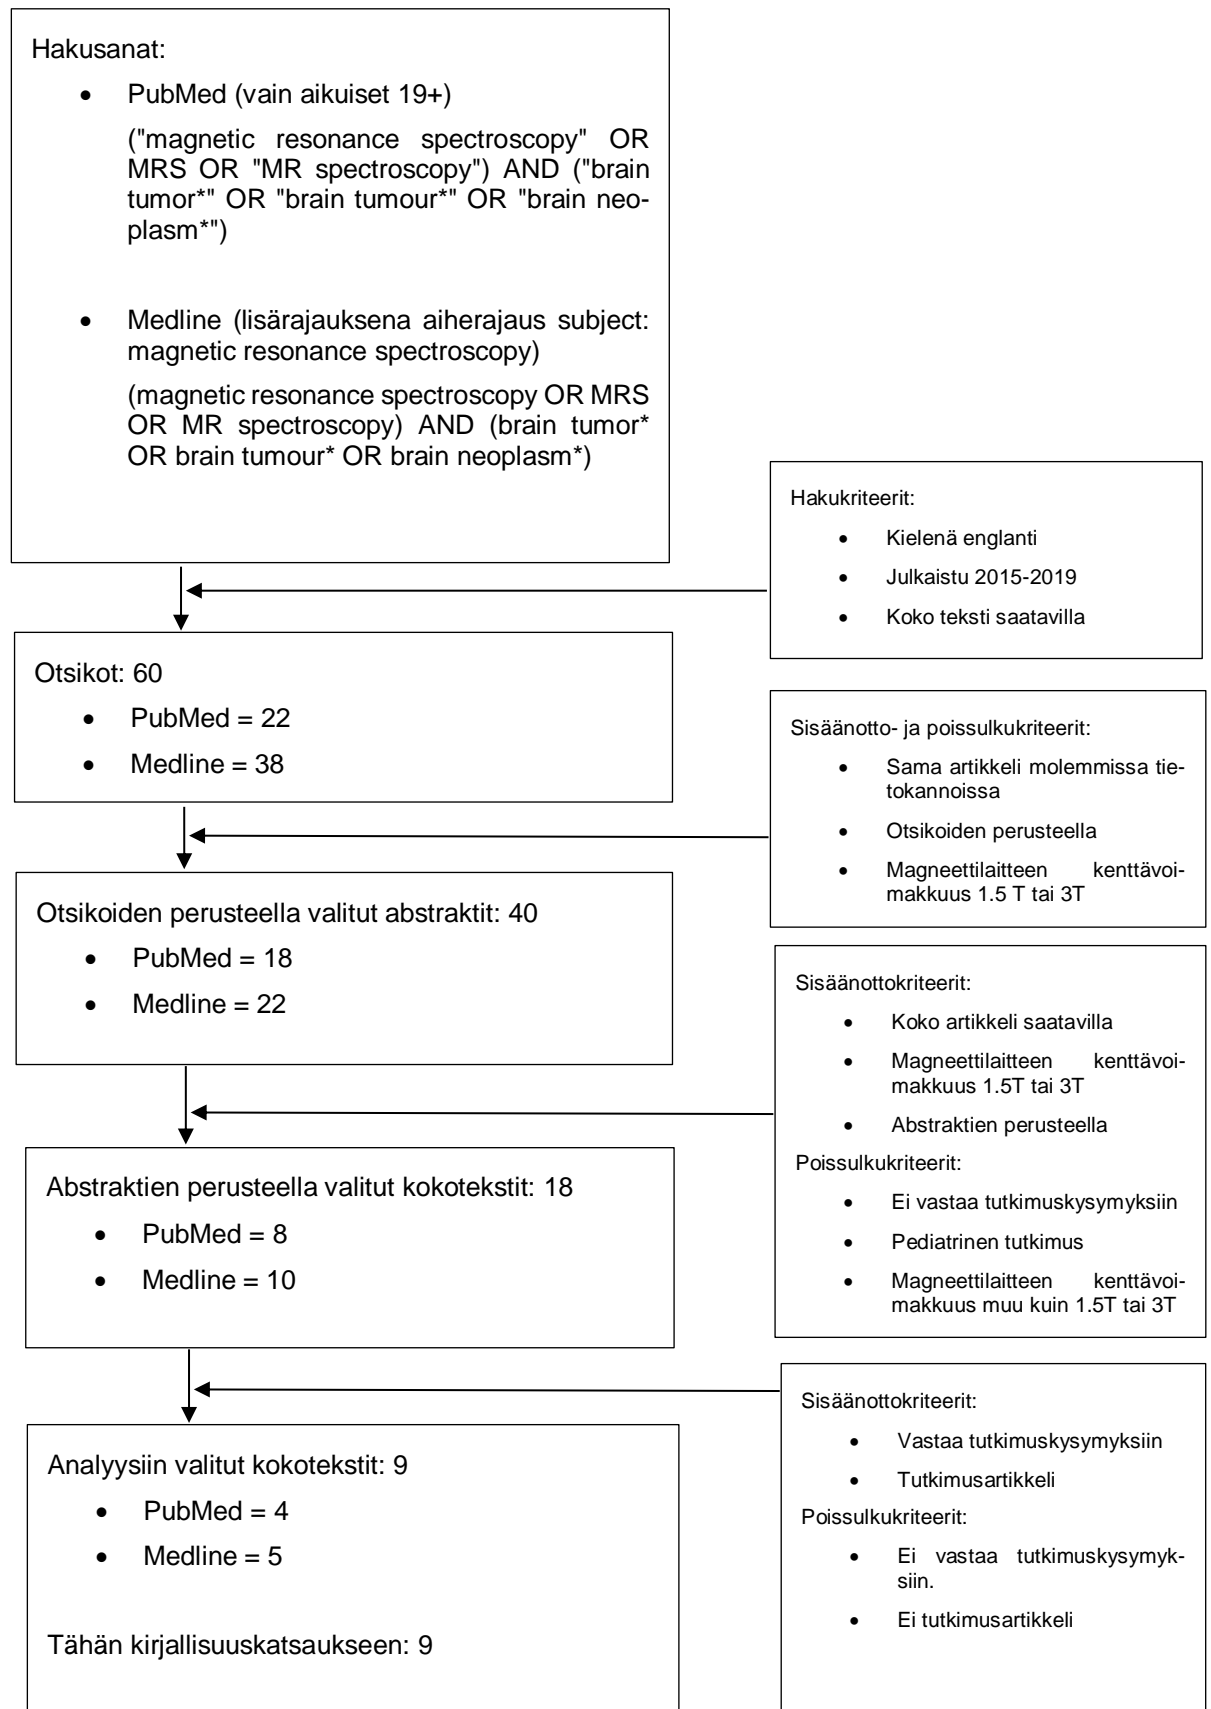 Hakusanat:
• PubMed (vain aikuiset 19+)
("magnetic resonance spectroscopy" OR
MRS OR "MR spectroscopy") AND ("brain
tumor*" OR "brain tumour*" OR "brain neo-
plasm*")
• Medline (lisärajauksena aiherajaus subject:
magnetic resonance spectroscopy)
(magnetic resonance spectroscopy OR MRS
OR MR spectroscopy) AND (brain tumor*
OR brain tumour* OR brain neoplasm*)
Hakukriteerit:
• Kielenä englanti
• Julkaistu 2015-2019
• Koko teksti saatavilla
Otsikot: 60
• PubMed = 22
• Medline = 38
Sisäänotto- ja poissulkukriteerit:
• Sama artikkeli molemmissa tie-
tokannoissa
• Otsikoiden perusteella
• Magneettilaitteen kenttävoi-
makkuus 1.5 T tai 3T
Otsikoiden perusteella valitut abstraktit: 40
• PubMed = 18
• Medline = 22
Sisäänottokriteerit:
• Koko artikkeli saatavilla
• Magneettilaitteen kenttävoi-
makkuus 1.5T tai 3T
• Abstraktien perusteella
Poissulkukriteerit:
• Ei vastaa tutkimuskysymyksiin
• Pediatrinen tutkimus
• Magneettilaitteen kenttävoi-
makkuus muu kuin 1.5T tai 3T
Abstraktien perusteella valitut kokotekstit: 18
• PubMed = 8
• Medline = 10
Sisäänottokriteerit:
• Vastaa tutkimuskysymyksiin
• Tutkimusartikkeli
Poissulkukriteerit:
• Ei vastaa tutkimuskysymyk-
siin.
• Ei tutkimusartikkeli
Analyysiin valitut kokotekstit: 9
• PubMed = 4
• Medline = 5
Tähän kirjallisuuskatsaukseen: 9